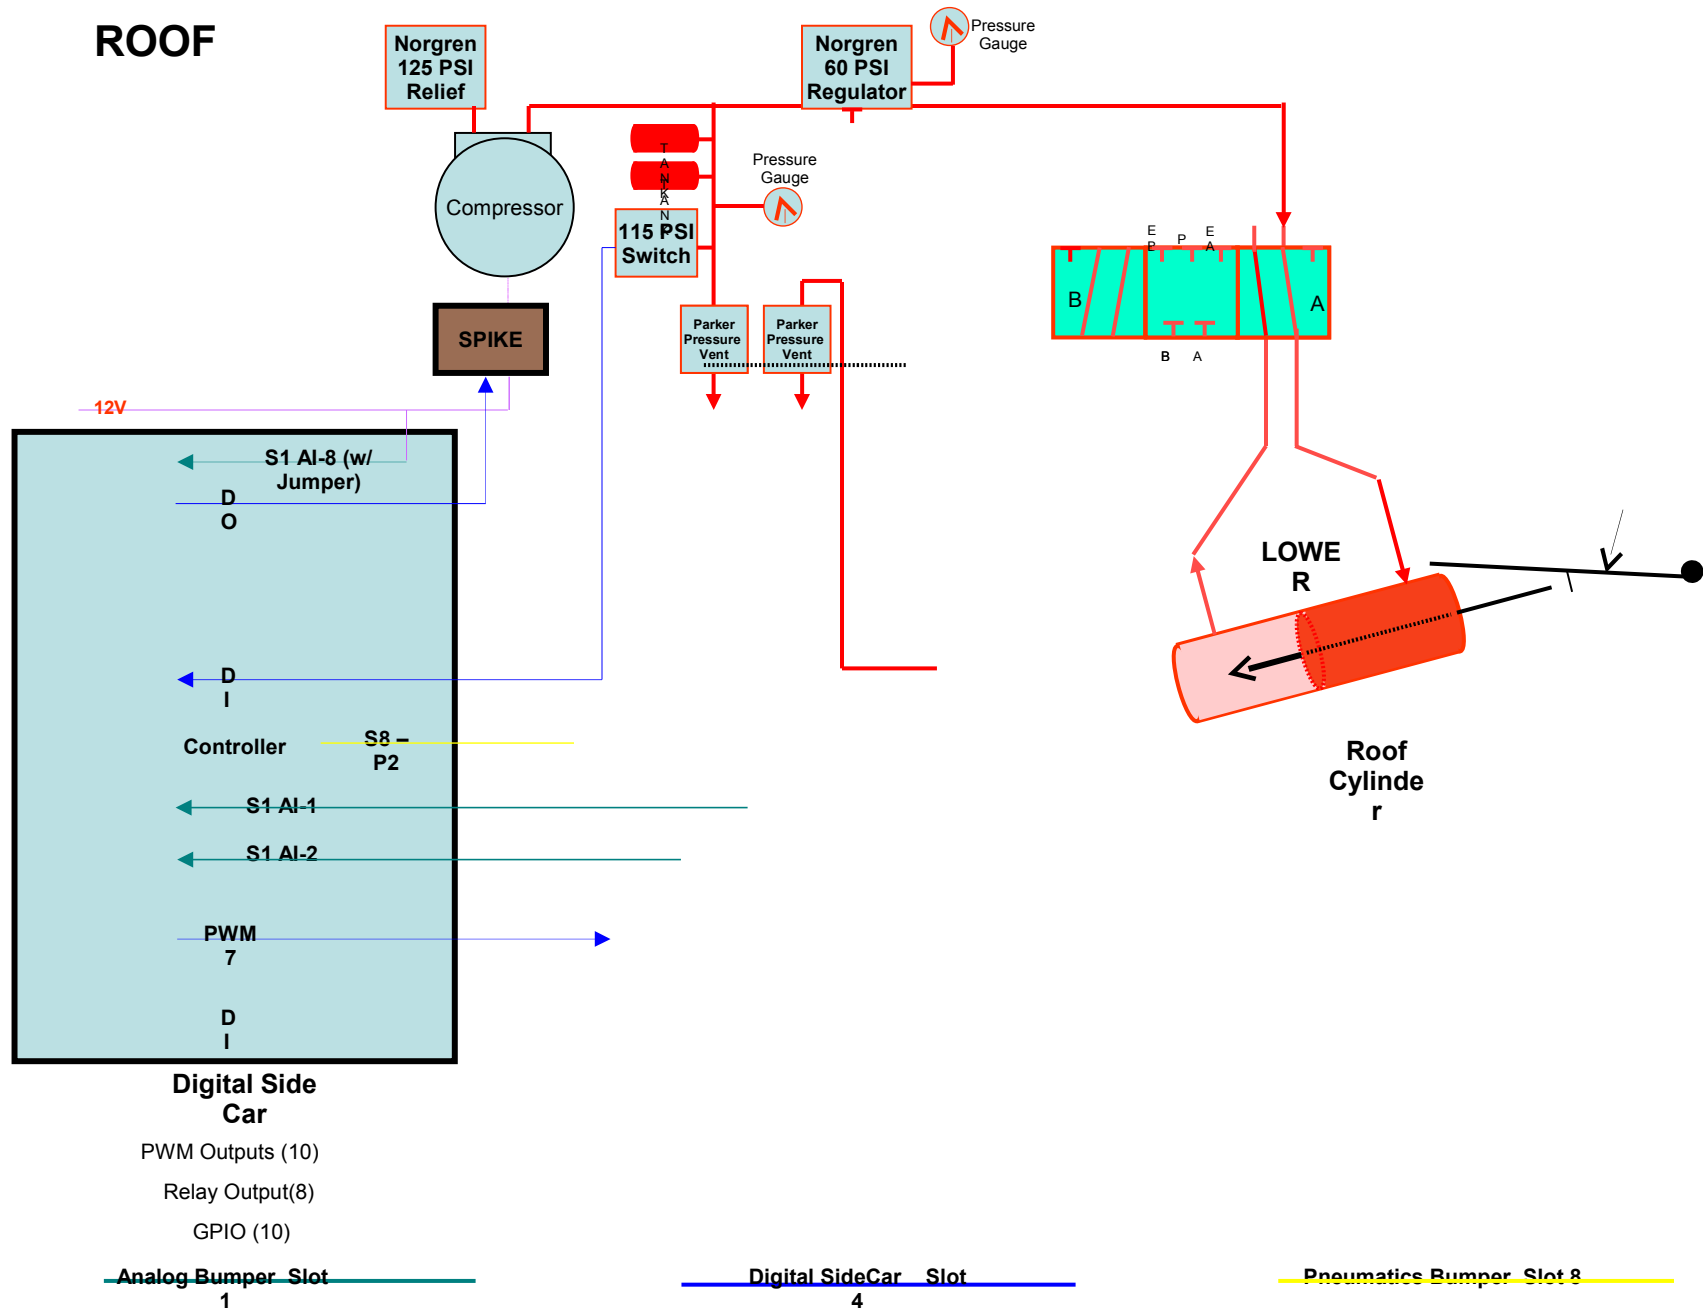 ROOF
Norgren
125 PSI
Relief
Norgren
60 PSI
Regulator
Pressure
Gauge
T
A
N
K
T
A
N
K
Pressure
Gauge
Compressor
115 PSI
Switch
E
B
P
E
A
B
A
B
A
SPIKE
Parker
Pressure
Vent
Parker
Pressure
Vent
12V
S1 AI-8 (w/
Jumper)
D
O
LOWE
R
D
I
Controller
S8 –
P2
Roof
Cylinde
r
S1 AI-1
S1 AI-2
PWM
7
D
I
Digital Side
Car
PWM Outputs (10)
Relay Output(8)
GPIO (10)
Analog Bumper Slot
1
Digital SideCar Slot
4
Pneumatics Bumper Slot 8